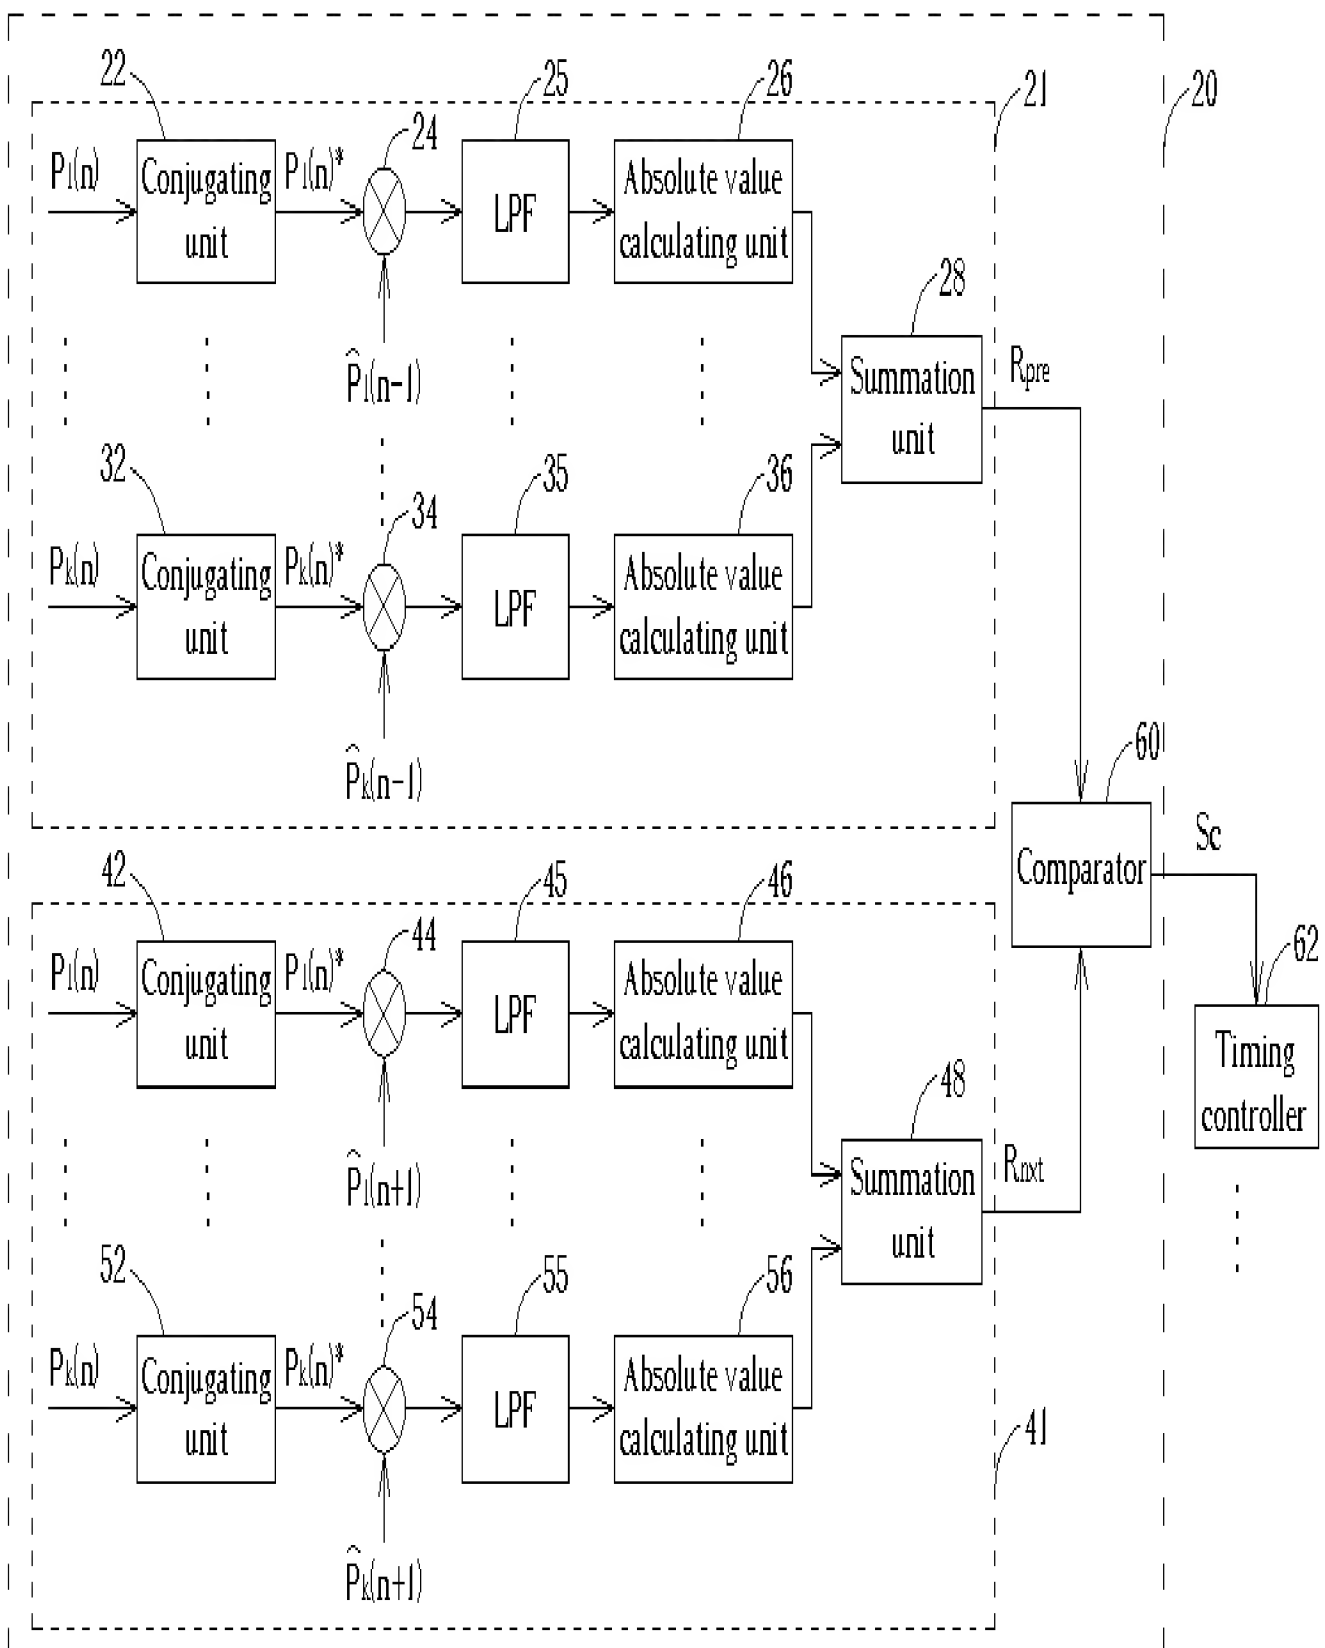 22
25
26
21
20
P1(n)
Conjugating
unit
P1(n)*
24
LPF
Absolute value
calculating unit
P̂1(n-1)
28
Summation
unit
Rpre
32
35
36
Pk(n)
Conjugating
unit
Pk(n)*
34
LPF
Absolute value
calculating unit
P̂k(n-1)
60
Comparator
Sc
62
Timing
controller
42
45
46
P1(n)
Conjugating
unit
P1(n)*
44
LPF
Absolute value
calculating unit
P̂1(n+1)
48
Summation
unit
Rnxt
52
55
56
Pk(n)
Conjugating
unit
Pk(n)*
54
LPF
Absolute value
calculating unit
P̂k(n+1)
41